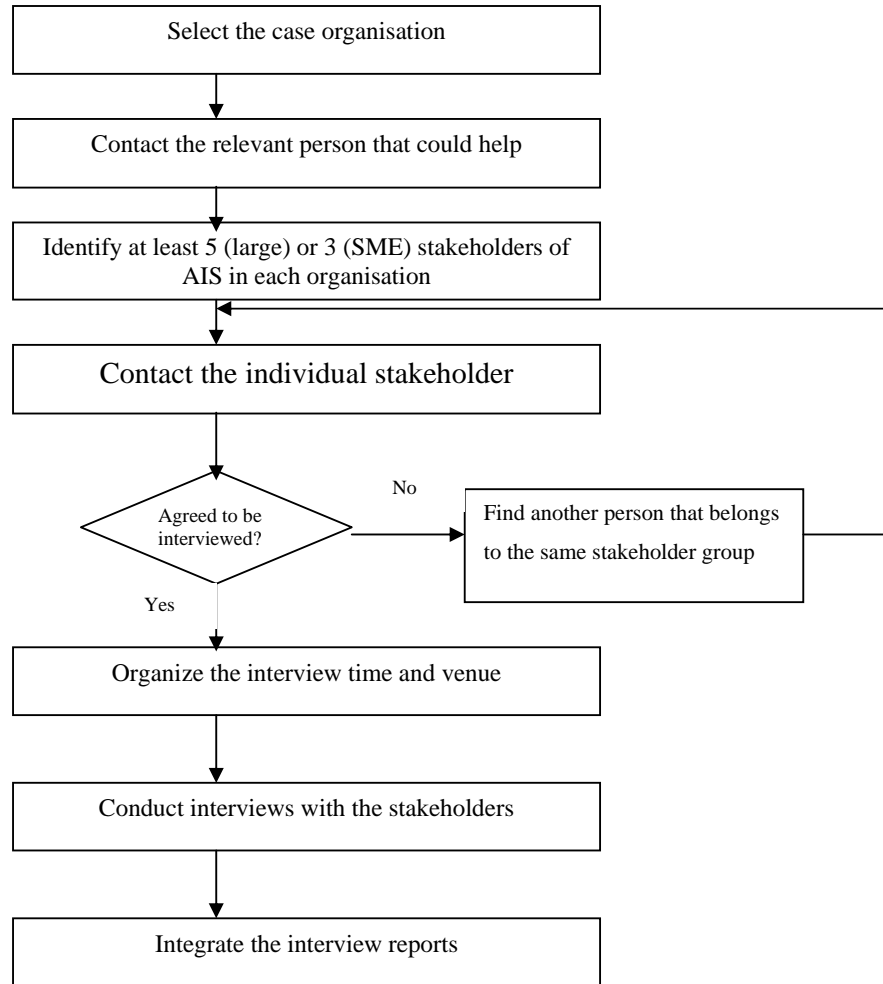 Select the case organisation
Contact the relevant person that could help
Identify at least 5 (large) or 3 (SME) stakeholders of
AIS in each organisation
Contact the individual stakeholder
Agreed to be
interviewed?
No
Find another person that belongs
to the same stakeholder group
Yes
Organize the interview time and venue
Conduct interviews with the stakeholders
Integrate the interview reports